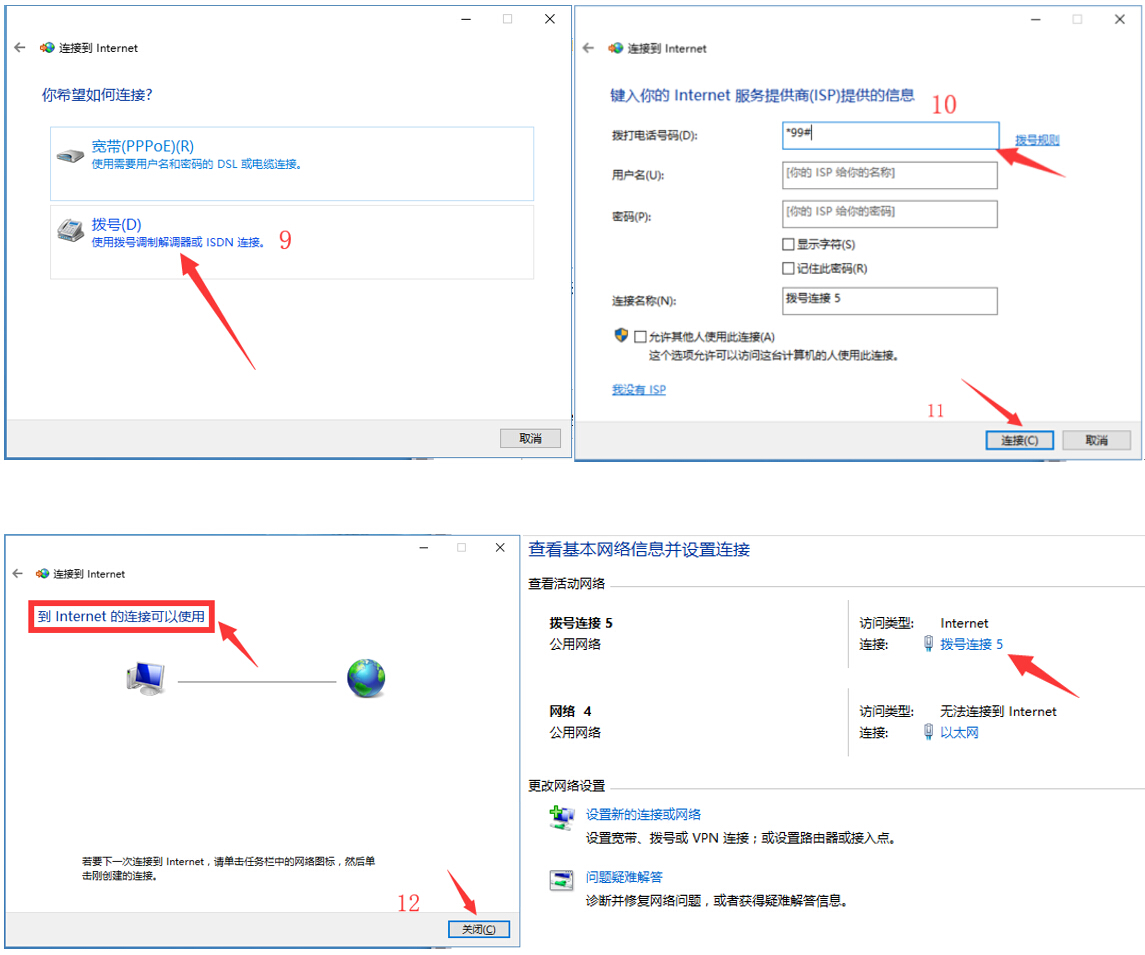 连接到 Internet
你希望如何连接?
宽带(PPPoE)(R)
使用需要用户名和密码的 DSL 或电缆连接。
拨号(D)
使用拨号调制解调器或 ISDN 连接。
9
取消
连接到 Internet
键入你的 Internet 服务提供商(ISP)提供的信息
10
拨打电话号码(D):
*99#
拨号规则
用户名(U):
[你的 ISP 给你的名称]
密码(P):
[你的 ISP 给你的密码]
显示字符(S)
记住此密码(R)
连接名称(N):
拨号连接 5
允许其他人使用此连接(A)
这个选项允许可以访问这台计算机的人使用此连接。
我没有 ISP
11
连接(C)
取消
连接到 Internet
到 Internet 的连接可以使用
若要下一次连接到 Internet，请单击任务栏中的网络图标，然后单
击刚创建的连接。
12
关闭(C)
查看基本网络信息并设置连接
查看活动网络
拨号连接 5
公用网络
访问类型: Internet
连接: 拨号连接 5
网络 4
公用网络
访问类型: 无法连接到 Internet
连接: 以太网
更改网络设置
设置新的连接或网络
设置宽带、拨号或 VPN 连接；或设置路由器或接入点。
问题疑难解答
诊断并修复网络问题，或者获得疑难解答信息。